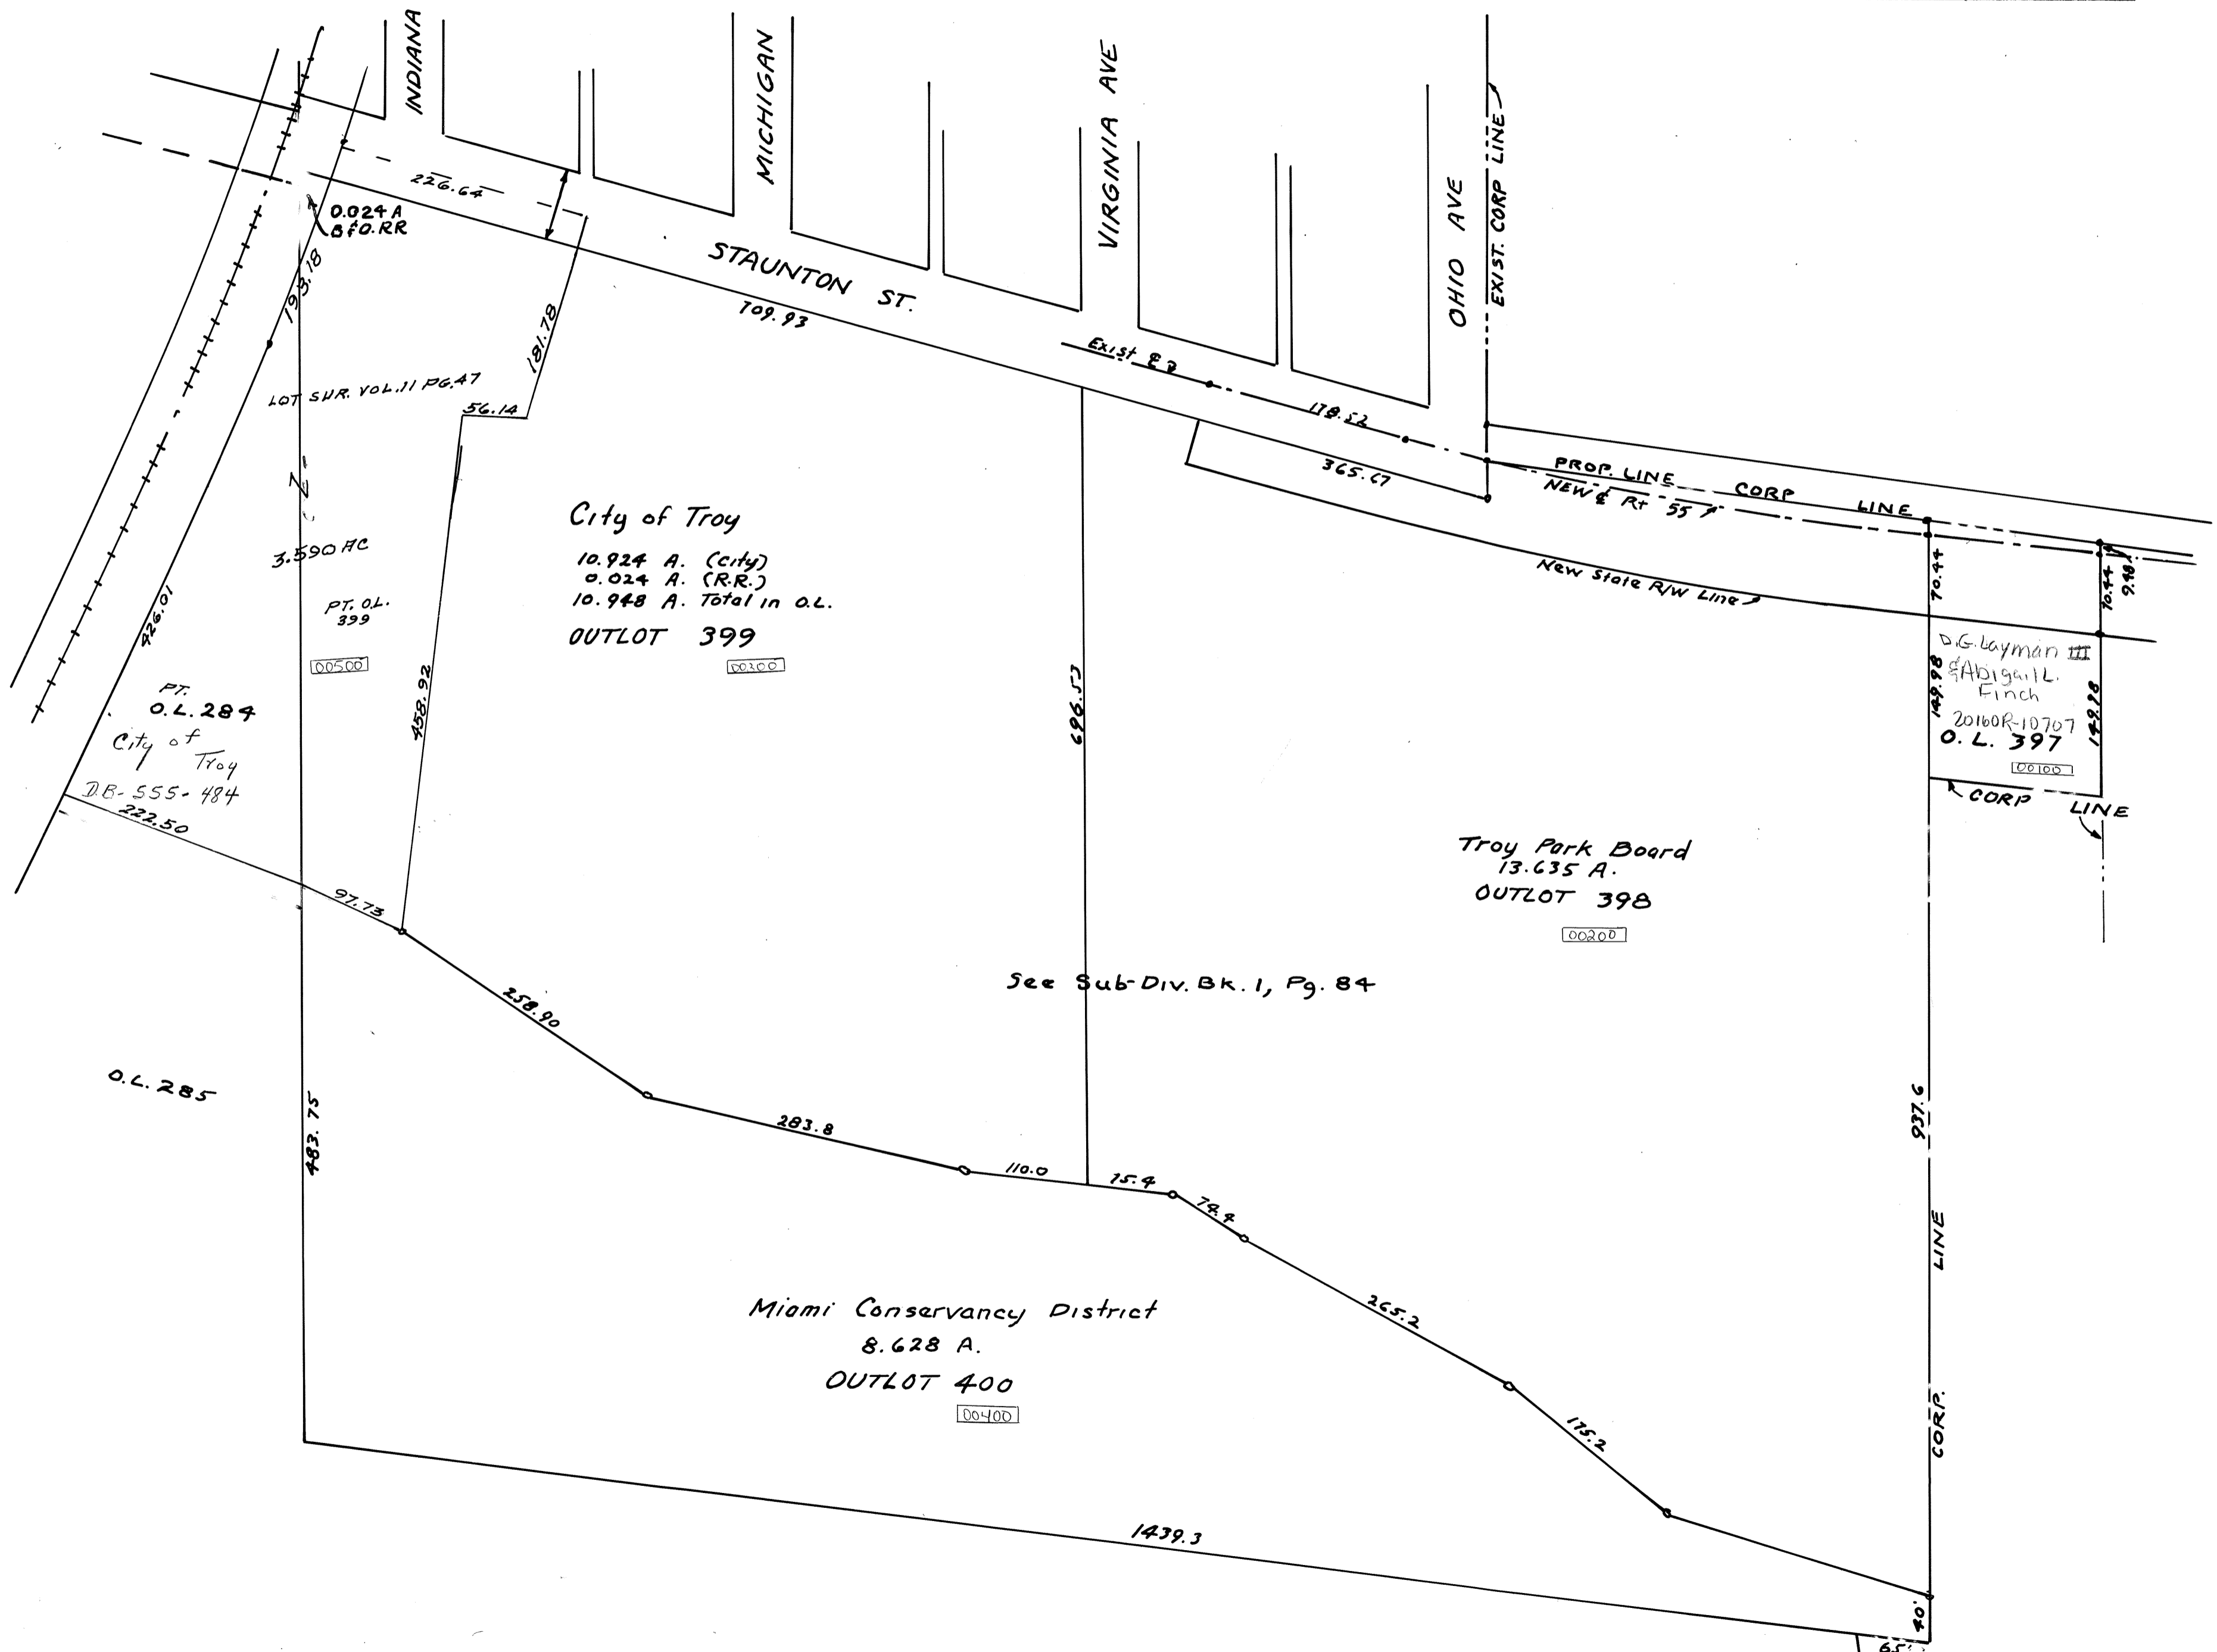 INDIANA
MICHIGAN
VIRGINIA AVE
OHIO AVE
EXIST. CORP LINE
226.64
0.024 A
B&O.RR
193.18
STAUNTON ST.
709.93
181.78
Exist ℄
178.52
LOT SUR. VOL. 11 PG. 47
56.14
365.67
PROP. LINE CORP LINE
NEW ℄ Rt 55
New State R/W Line
70.44
70.44
9.48
City of Troy
10.924 A. (City)
0.024 A. (R.R.)
10.948 A. Total in O.L.
OUTLOT 399
00300
3.590 AC
PT. O.L.
399
00500
426.01
458.92
696.53
149.98
149.98
D.G. Layman III
& Abigail L.
Finch
2016OR-10707
O. L. 397
00100
CORP LINE
PT.
O.L. 284
City of
Troy
D.B-555-484
222.50
97.73
Troy Park Board
13.635 A.
OUTLOT 398
00200
See Sub-Div. Bk. 1, Pg. 84
258.90
283.8
110.0
75.4
74.4
O.L. 285
483.75
937.6
265.2
Miami Conservancy District
8.628 A.
OUTLOT 400
00400
175.2
CORP. LINE
1439.3
40'
65'